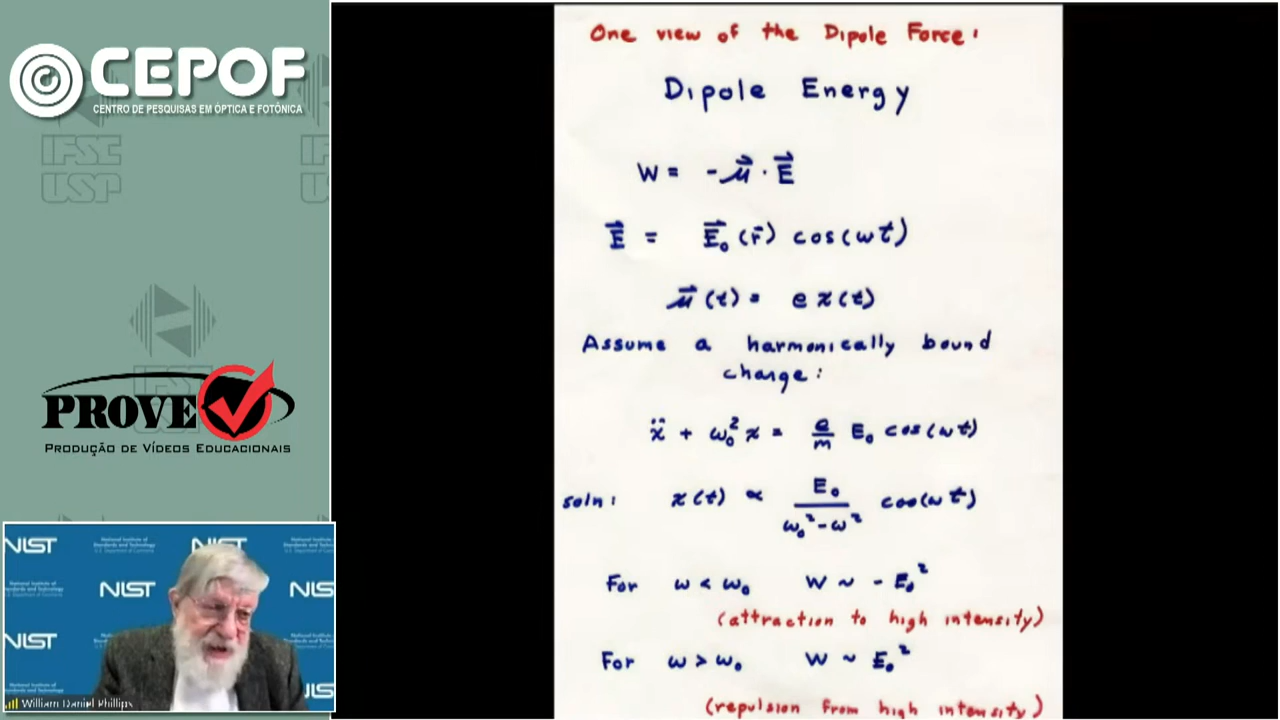 CEPOF
CENTRO DE PESQUISAS EM ÓPTICA E FOTÔNICA
IFSC
USP
PROVE
PRODUÇÃO DE VÍDEOS EDUCACIONAIS
NIST
William Daniel Phillips
One view of the Dipole Force:
Dipole Energy
W = -μ⃗ · E⃗
E⃗ = E⃗₀(r⃗) cos(ωt)
μ⃗(t) = e x(t)
Assume a harmonically bound
charge:
ẍ + ω₀² x = e/m E₀ cos(ωt)
soln: x(t) ∝ E₀/(ω₀²-ω²) cos(ωt)
For ω < ω₀ W ~ -E₀²
(attraction to high intensity)
For ω > ω₀ W ~ E₀²
(repulsion from high intensity)